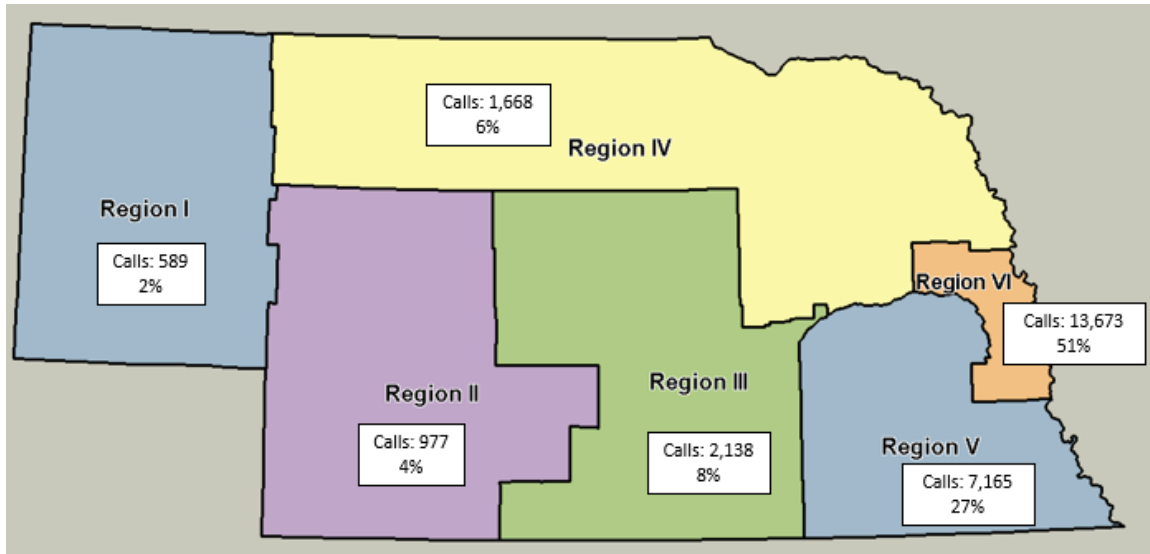 Calls: 1,668
6%
Region IV
Region I
Calls: 589
2%
Region VI
Calls: 13,673
51%
Region II
Calls: 977
4%
Region III
Calls: 2,138
8%
Region V
Calls: 7,165
27%